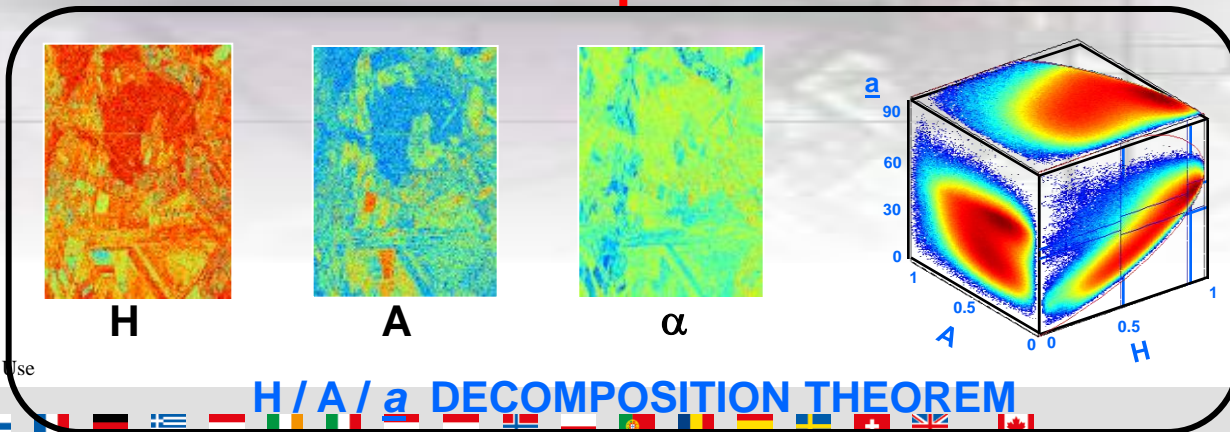 H
A
α
a
90
60
30
0
1
0.5
0
A
0
0.5
1
H
Use
H / A / a DECOMPOSITION THEOREM